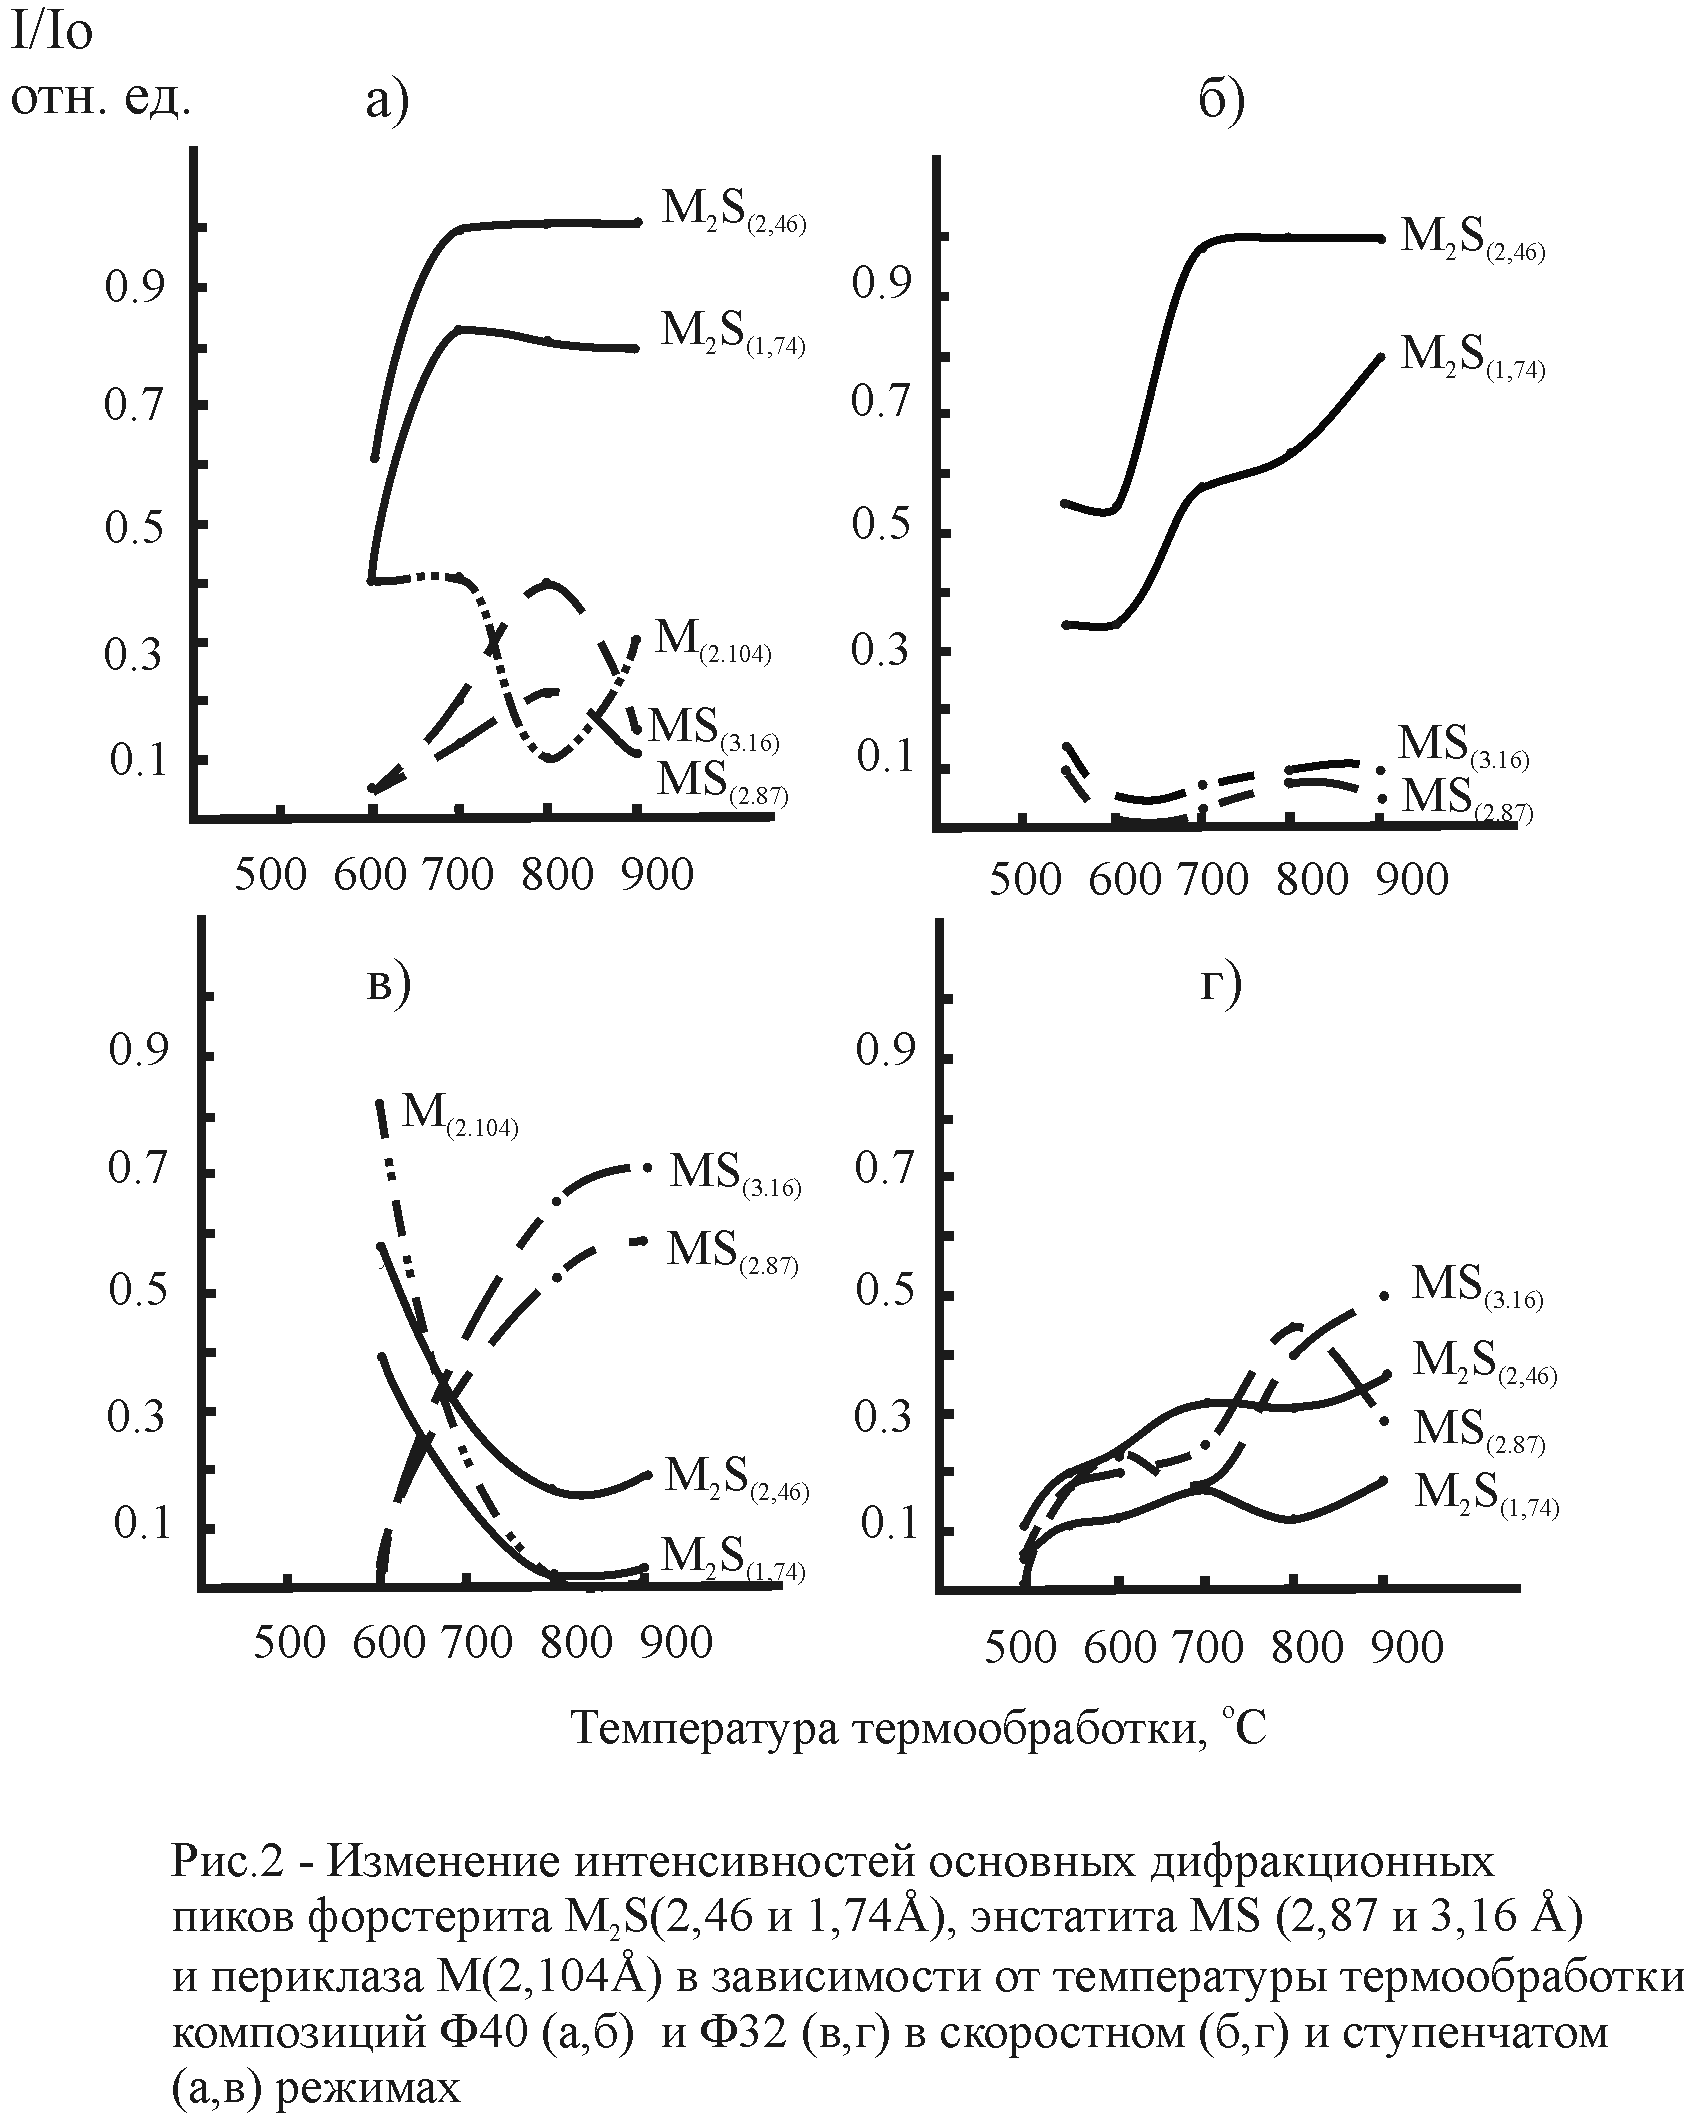 I/Io
отн. ед.
а)
0.9
0.7
0.5
0.3
0.1
M₂S(2,46)
M₂S(1,74)
M(2.104)
MS(3.16)
MS(2.87)
500 600 700 800 900
б)
0.9
0.7
0.5
0.3
0.1
M₂S(2,46)
M₂S(1,74)
MS(3.16)
MS(2.87)
500 600 700 800 900
в)
0.9
0.7
0.5
0.3
0.1
M(2.104)
MS(3.16)
MS(2.87)
M₂S(2,46)
M₂S(1,74)
500 600 700 800 900
г)
0.9
0.7
0.5
0.3
0.1
MS(3.16)
M₂S(2,46)
MS(2.87)
M₂S(1,74)
500 600 700 800 900
Температура термообработки, °C
Рис.2 - Изменение интенсивностей основных дифракционных
пиков форстерита M₂S(2,46 и 1,74Å), энстатита MS (2,87 и 3,16 Å)
и периклаза М(2,104Å) в зависимости от температуры термообработки
композиций Ф40 (а,б) и Ф32 (в,г) в скоростном (б,г) и ступенчатом
(а,в) режимах